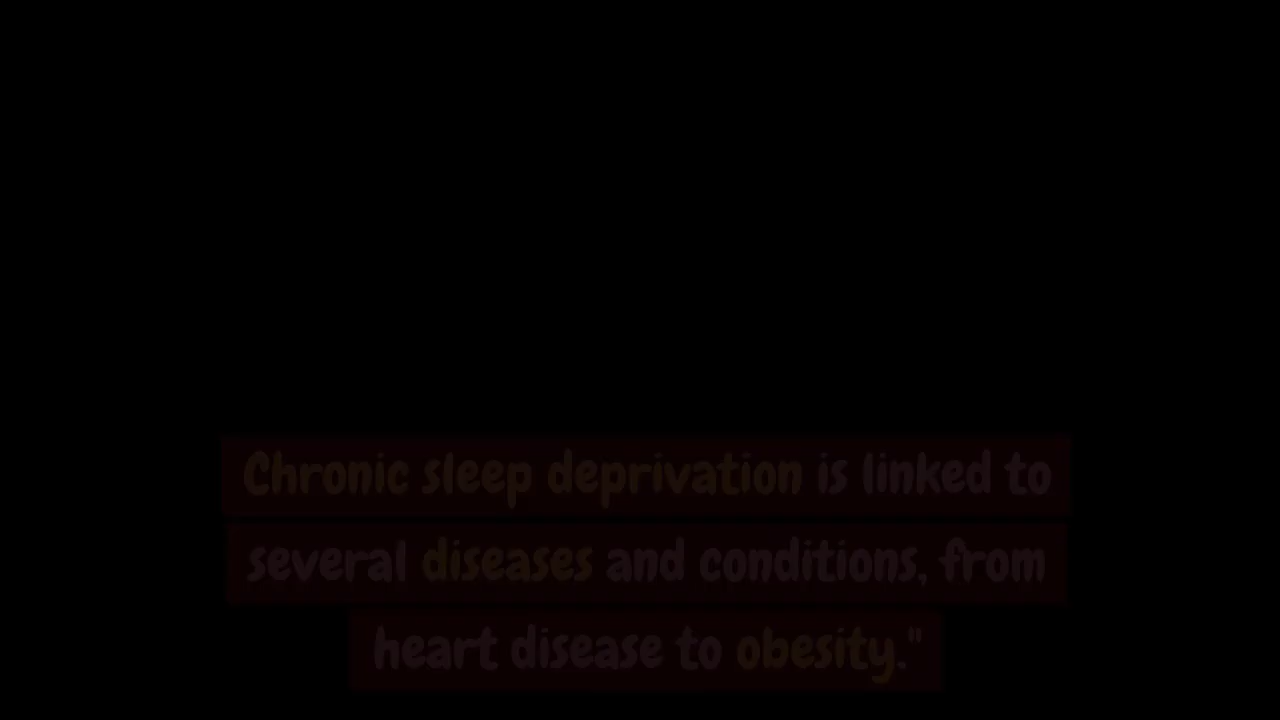 Chronic sleep deprivation is linked to
several diseases and conditions, from
heart disease to obesity."